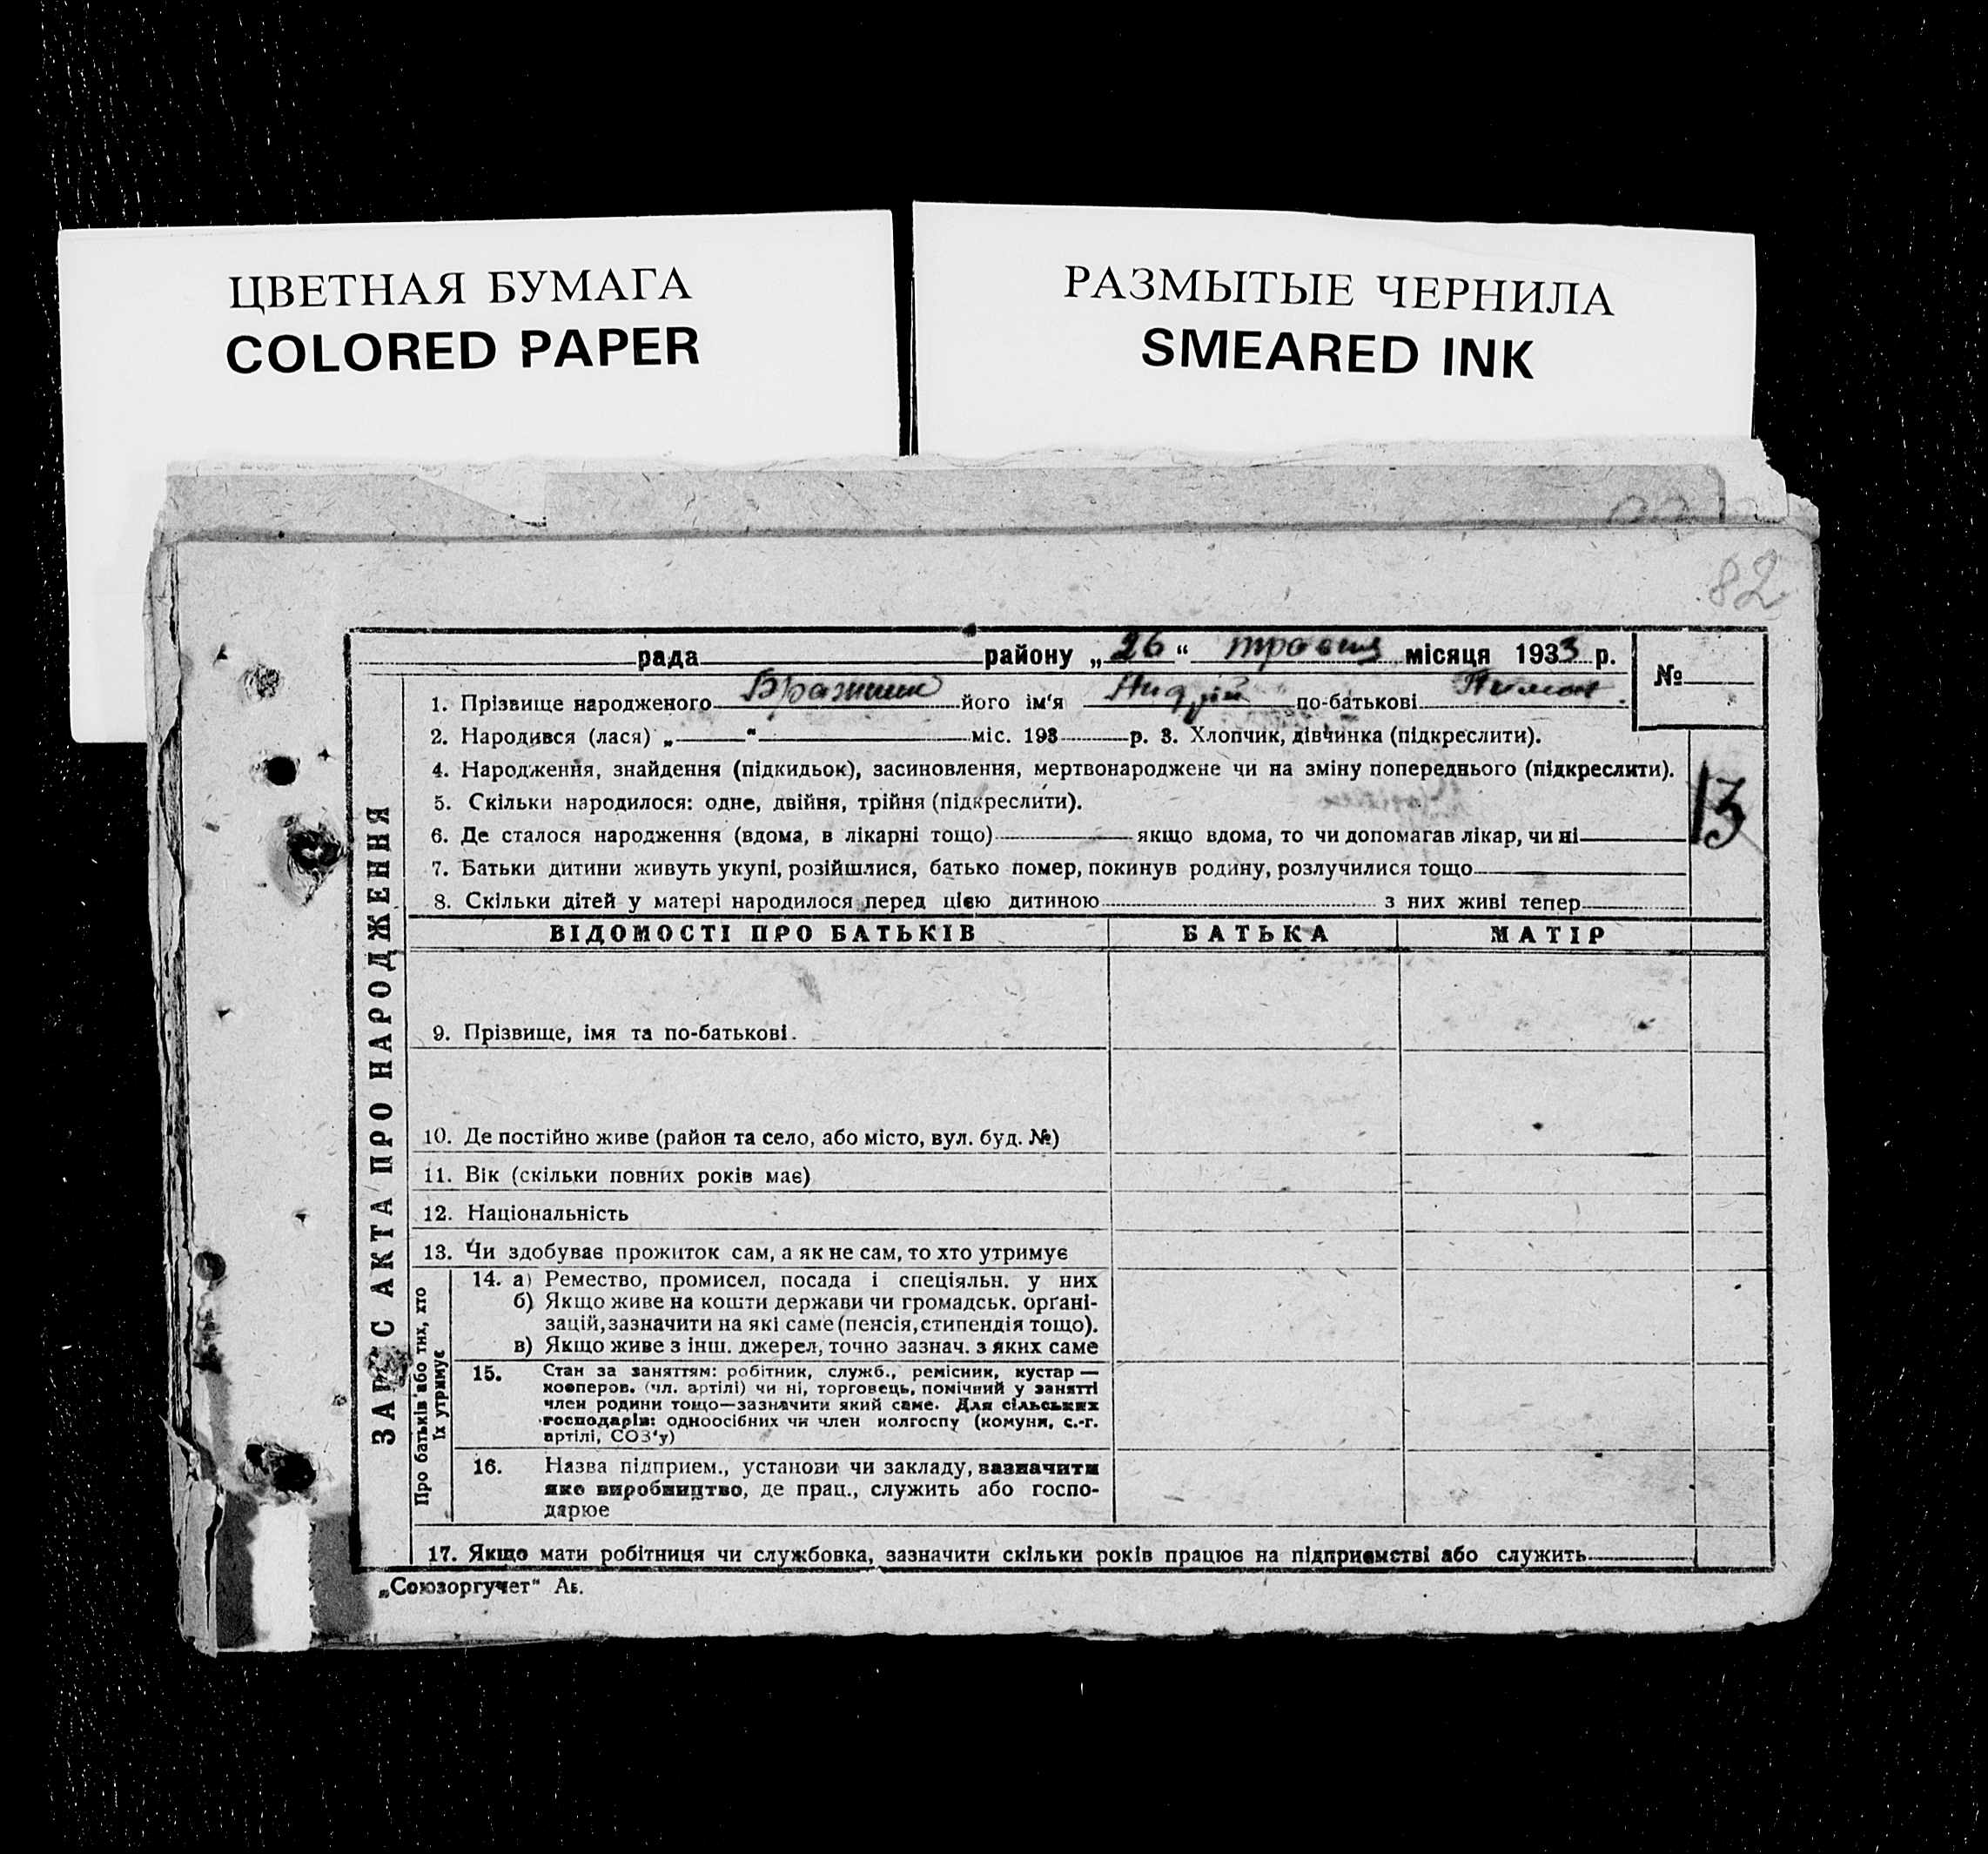 ЦВЕТНАЯ БУМАГА
COLORED PAPER
РАЗМЫТЫЕ ЧЕРНИЛА
SMEARED INK
82
рада району „26“ травня місяця 1933 р.
№
1. Прізвище народженого його ім‘я Андрій по-батькові
2. Народився (лася) „ “ міс. 193 р. 3. Хлопчик, дівчинка (підкреслити).
4. Народження, знайдення (підкидьок), засиновлення, мертвонароджене чи на зміну попереднього (підкреслити).
5. Скільки народилося: одне, двійня, трійня (підкреслити).
6. Де сталося народження (вдома, в лікарні тощо) якщо вдома, то чи допомагав лікар, чи ні
13
7. Батьки дитини живуть укупі, розійшлися, батько помер, покинув родину, розлучилися тощо
8. Скільки дітей у матері народилося перед цією дитиною з них живі тепер
ВІДОМОСТІ ПРО БАТЬКІВ БАТЬКА МАТІР
9. Прізвище, імя та по-батькові.
10. Де постійно живе (район та село, або місто, вул. буд. №)
11. Вік (скільки повних років має)
12. Національність
13. Чи здобуває прожиток сам, а як не сам, то хто утримує
14. а) Ремество, промисел, посада і спеціяльн. у них
б) Якщо живе на кошти держави чи громадськ. органі-
зацій, зазначити на які саме (пенсія, стипендія тощо).
в) Якщо живе з інш. джерел, точно зазнач. з яких саме
15. Стан за заняттям: робітник, служб., ремісник, кустар —
кооперов. (чл. артілі) чи ні, торговець, помічний у занятті
член родини тощо—зазначити який саме. Для сільських
господарів: одноосібних чи член колгоспу (комуни, с.-г.
артілі, СОЗ‘у)
16. Назва підприєм., установи чи закладу, зазначити
яке виробництво, де прац., служить або госпо-
дарює
17. Якщо мати робітниця чи службовка, зазначити скільки років працює на підприємстві або служить
Про батьків або тих, хто
їх утримує
ЗАПИС АКТА ПРО НАРОДЖЕННЯ
„Союзоргучет“